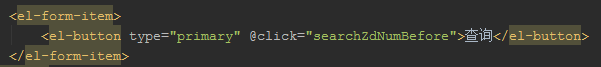 <el-form-item>
<el-button type="primary" @click="searchZdNumBefore">查询</el-button>
</el-form-item>